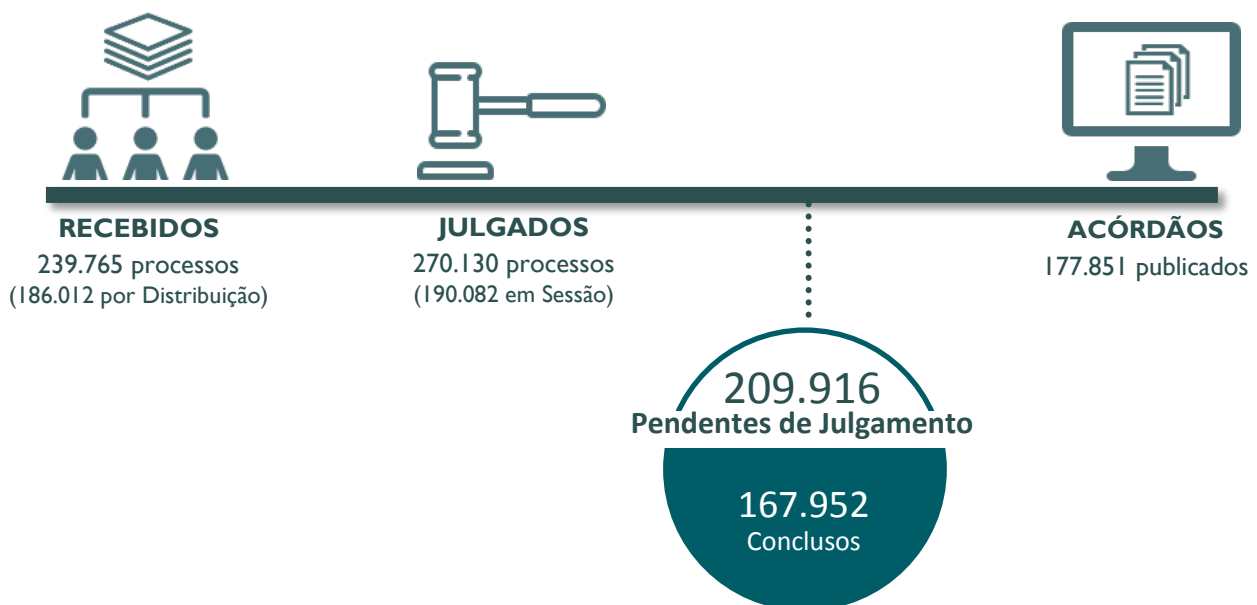 RECEBIDOS
239.765 processos
(186.012 por Distribuição)
JULGADOS
270.130 processos
(190.082 em Sessão)
ACÓRDÃOS
177.851 publicados
209.916
Pendentes de Julgamento
167.952
Conclusos